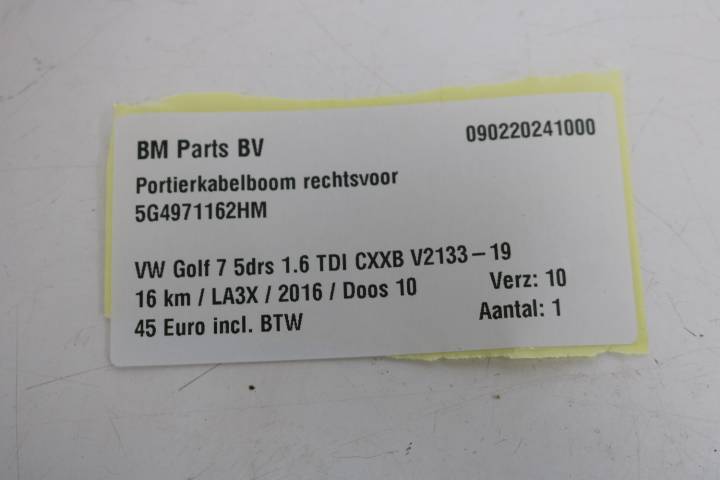 BM Parts BV
090220241000
Portierkabelboom rechtsvoor
5G4971162HM
VW Golf 7 5drs 1.6 TDI CXXB V2133-19
16 km / LA3X / 2016 / Doos 10
Verz: 10
45 Euro incl. BTW
Aantal: 1